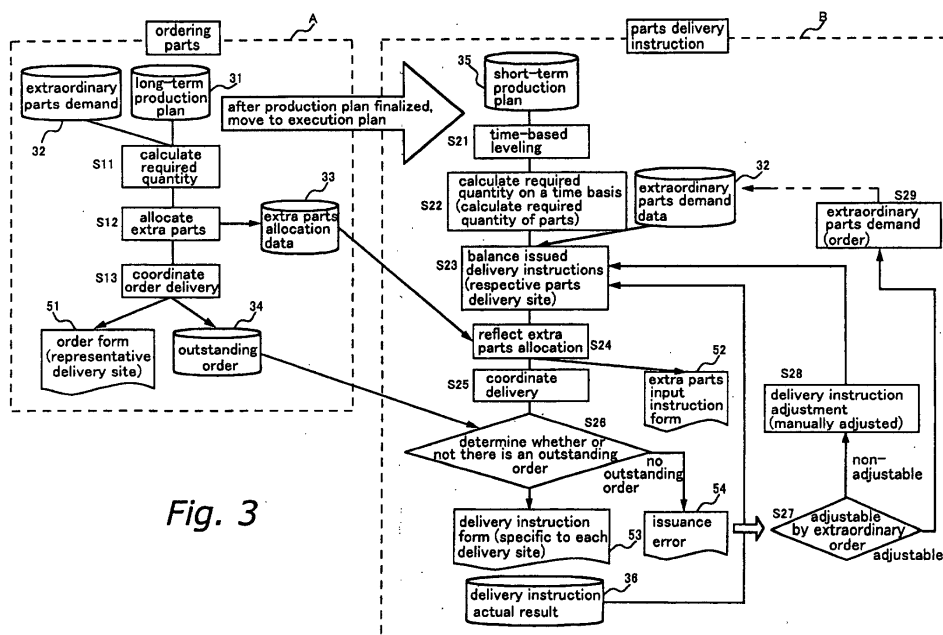 A
ordering
parts
extraordinary
parts demand
32
long-term
production
plan
31
S11
calculate
required
quantity
S12
allocate
extra parts
33
extra parts
allocation
data
S13
coordinate
order delivery
51
order form
(representative
delivery site)
34
outstanding
order
after production plan finalized,
move to execution plan
B
parts delivery
instruction
35
short-term
production
plan
S21
time-based
leveling
S22
calculate required
quantity on a time basis
(calculate required
quantity of parts)
32
extraordinary
parts demand
data
S29
extraordinary
parts demand
(order)
S23
balance issued
delivery instructions
(respective parts
delivery site)
reflect extra
parts allocation
S24
S25
coordinate
delivery
52
extra parts
input
instruction
form
S26
determine whether or
not there is an outstanding
order
no
outstanding
order
S28
delivery instruction
adjustment
(manually adjusted)
non-
adjustable
S27
adjustable
by extraordinary
order
adjustable
delivery instruction
form (specific to each
delivery site)
53
54
issuance
error
36
delivery instruction
actual result
Fig. 3